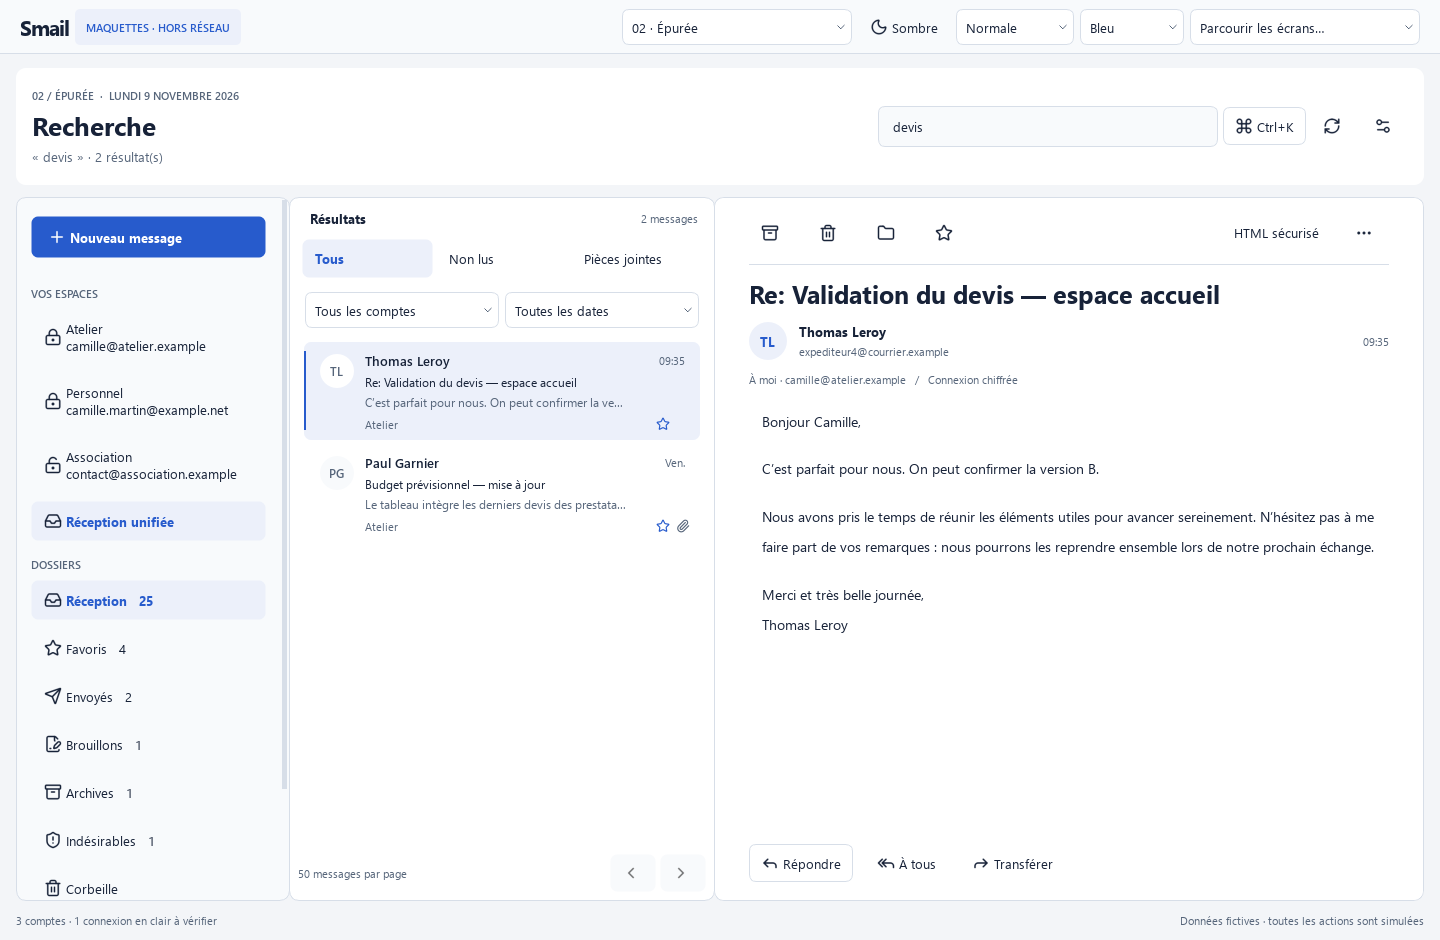 Smail
MAQUETTES · HORS RÉSEAU
02 · Épurée
Sombre
Normale
Bleu
Parcourir les écrans...
02 / ÉPURÉE · LUNDI 9 NOVEMBRE 2026
Recherche
« devis » · 2 résultat(s)
devis
Ctrl+K
Nouveau message
VOS ESPACES
Atelier
camille@atelier.example
Personnel
camille.martin@example.net
Association
contact@association.example
Réception unifiée
DOSSIERS
Réception 25
Favoris 4
Envoyés 2
Brouillons 1
Archives 1
Indésirables 1
Corbeille
Résultats
2 messages
Tous
Non lus
Pièces jointes
Tous les comptes
Toutes les dates
TL
Thomas Leroy
09:35
Re: Validation du devis — espace accueil
C'est parfait pour nous. On peut confirmer la ve...
Atelier
PG
Paul Garnier
Ven.
Budget prévisionnel — mise à jour
Le tableau intègre les derniers devis des prestata...
Atelier
50 messages par page
HTML sécurisé
Re: Validation du devis — espace accueil
TL
Thomas Leroy
expediteur4@courrier.example
09:35
À moi · camille@atelier.example / Connexion chiffrée
Bonjour Camille,
C'est parfait pour nous. On peut confirmer la version B.
Nous avons pris le temps de réunir les éléments utiles pour avancer sereinement. N'hésitez pas à me
faire part de vos remarques : nous pourrons les reprendre ensemble lors de notre prochain échange.
Merci et très belle journée,
Thomas Leroy
Répondre
À tous
Transférer
3 comptes · 1 connexion en clair à vérifier
Données fictives · toutes les actions sont simulées